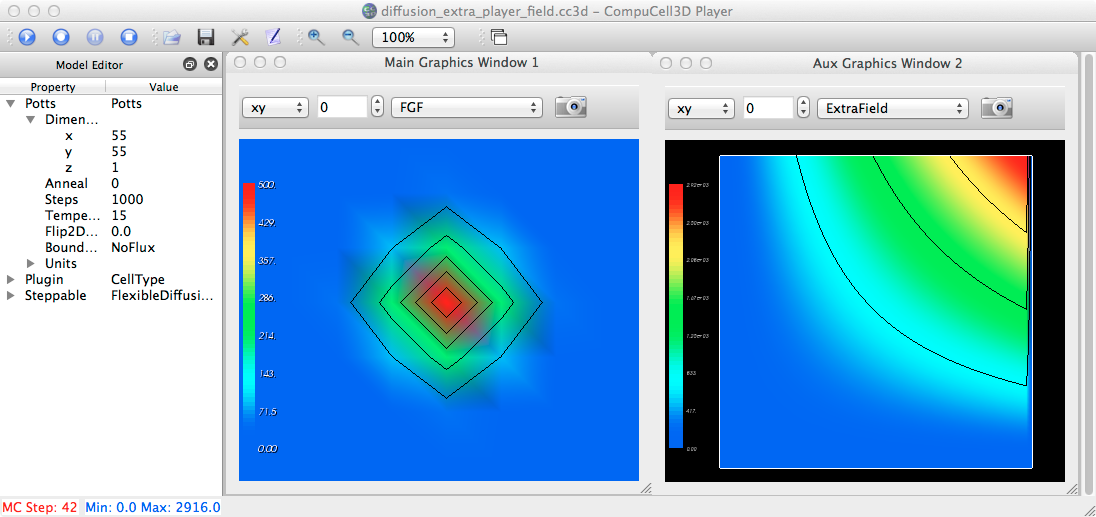 diffusion_extra_player_field.cc3d – CompuCell3D Player
100%
Model Editor
Property Value
Potts Potts
Dimen...
x 55
y 55
z 1
Anneal 0
Steps 1000
Tempe... 15
Flip2D... 0.0
Bound... NoFlux
Units
Plugin CellType
Steppable FlexibleDiffusi...
Main Graphics Window 1
xy 0 FGF
500.
429.
357.
286.
214.
143.
71.5
0.00
Aux Graphics Window 2
xy 0 ExtraField
2.92e+03
2.50e+03
2.08e+03
1.67e+03
1.25e+03
833.
417.
0.00
MC Step: 42 Min: 0.0 Max: 2916.0